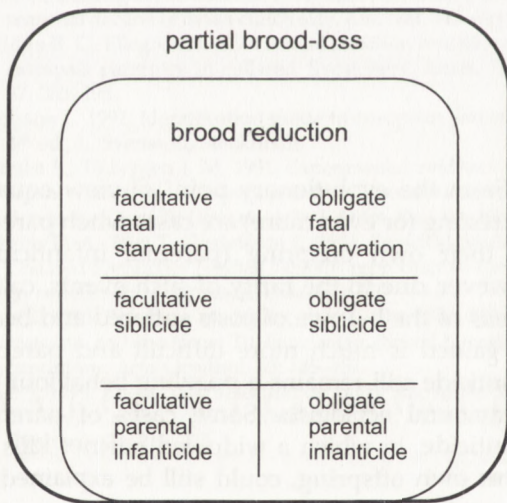 partial brood-loss
brood reduction
facultative obligate
fatal fatal
starvation starvation
facultative obligate
siblicide siblicide
facultative obligate
parental parental
infanticide infanticide